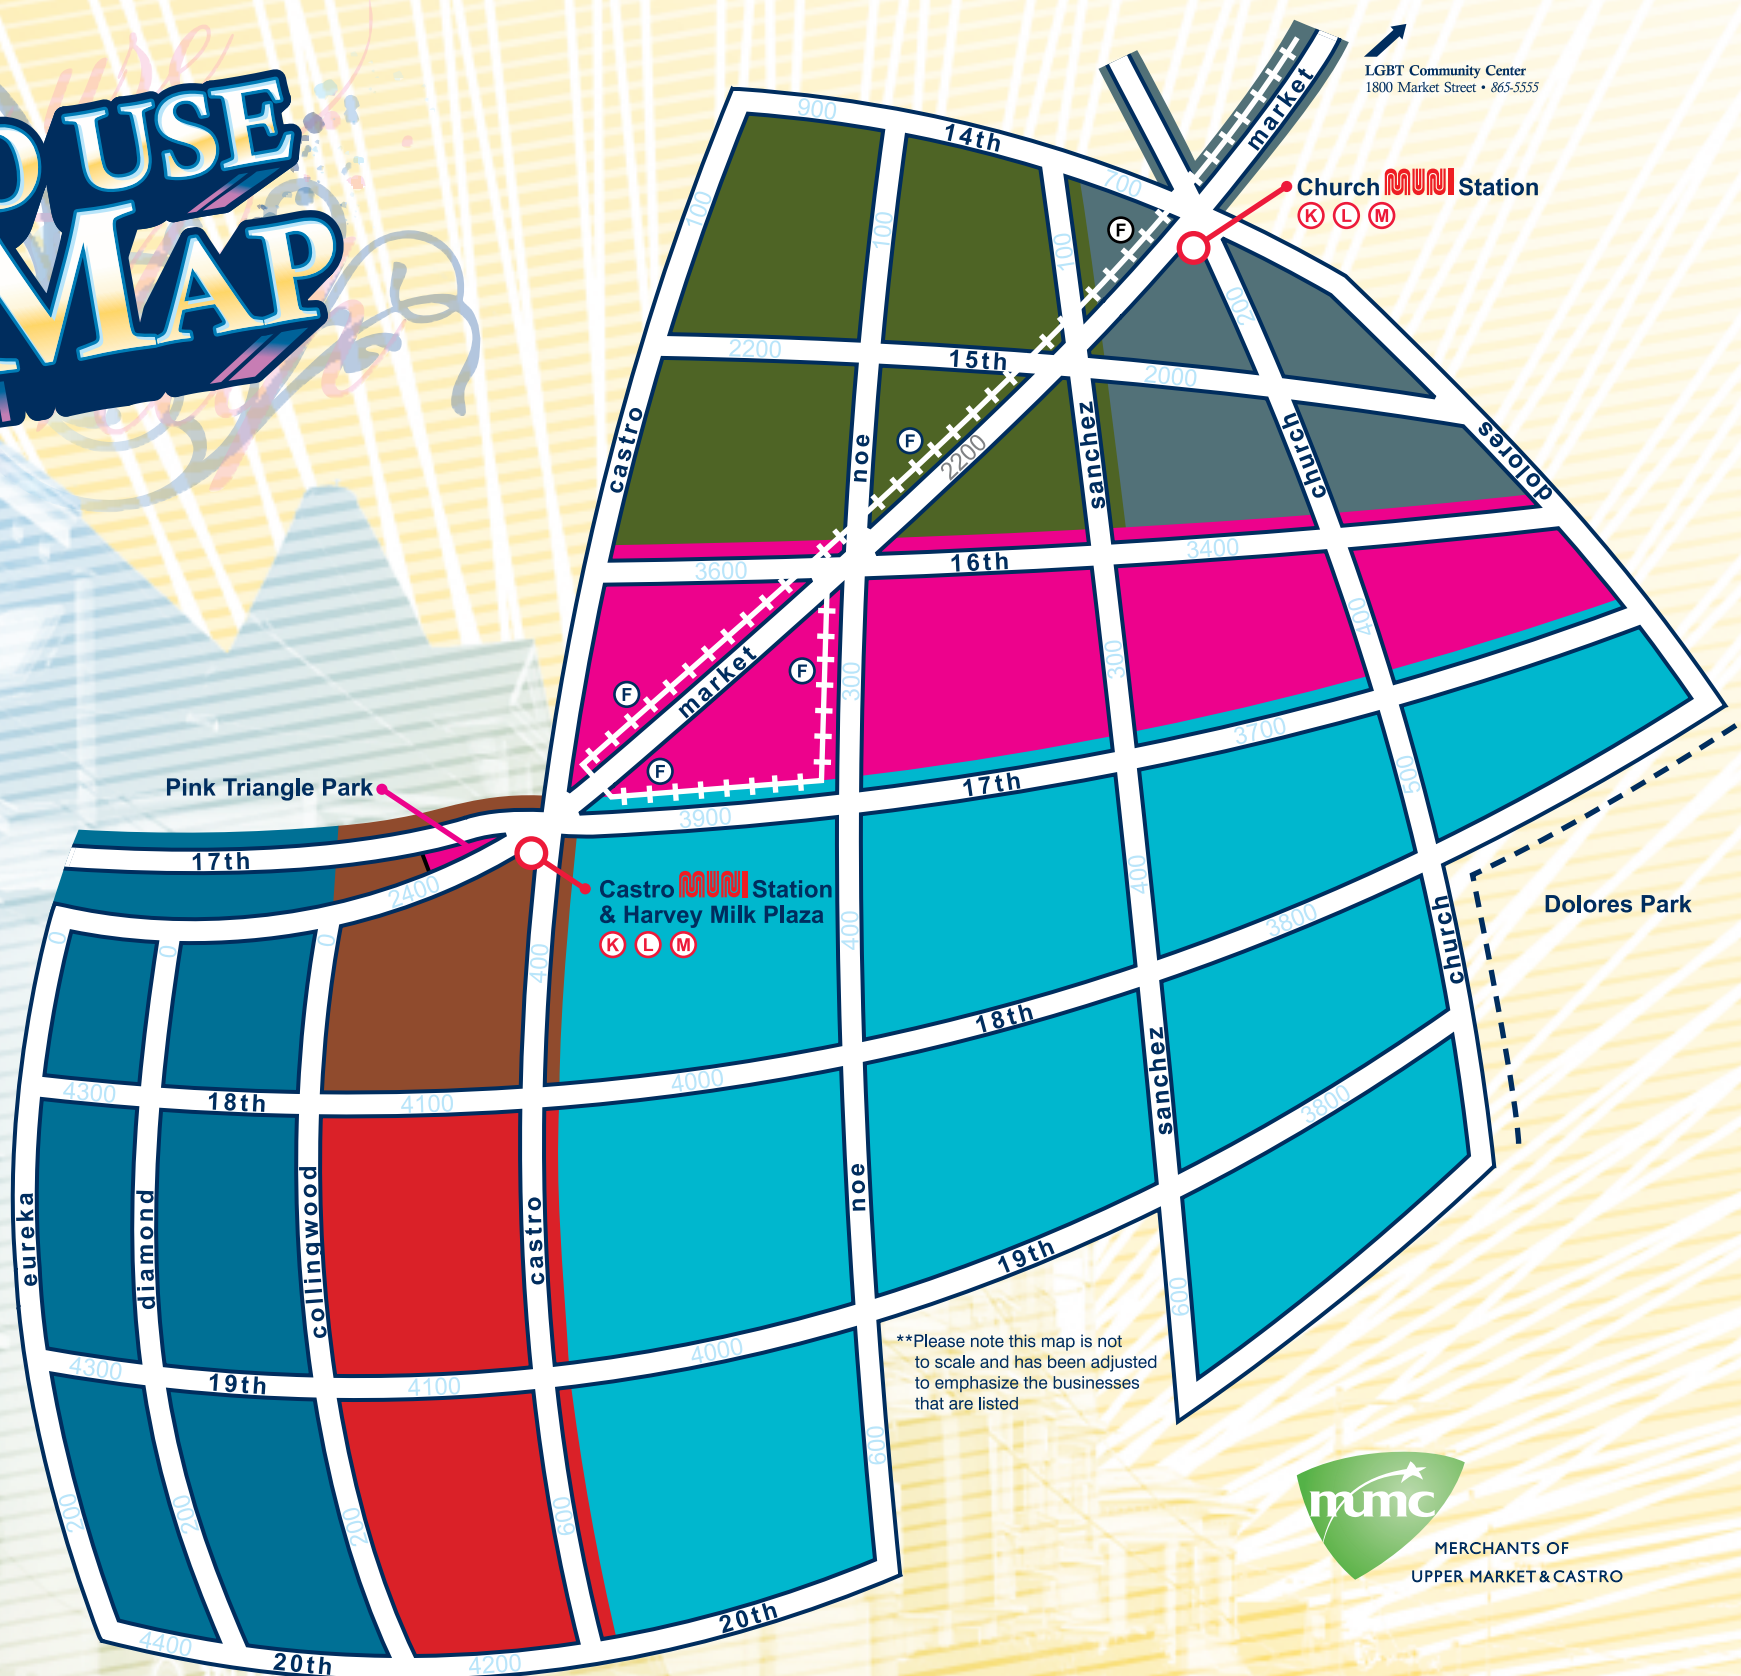 USE
MAP
LGBT Community Center
1800 Market Street • 865-5555
market
Church MUNI Station
K L M
900
14th
700
100
100
100
200
F
2200
15th
2000
castro
noe
F
2200
sanchez
church
dolores
3600
16th
3400
market
F
F
F
300
300
400
Pink Triangle Park
17th
3900
17th
3700
500
2400
Castro MUNI Station
& Harvey Milk Plaza
K L M
Dolores Park
0
0
0
400
400
400
3800
church
4300
18th
4100
4000
18th
sanchez
3800
eureka
diamond
collingwood
castro
noe
19th
600
4300
19th
4100
4000
**Please note this map is not
to scale and has been adjusted
to emphasize the businesses
that are listed
200
200
200
600
600
4400
20th
4200
20th
mumc
MERCHANTS OF
UPPER MARKET & CASTRO